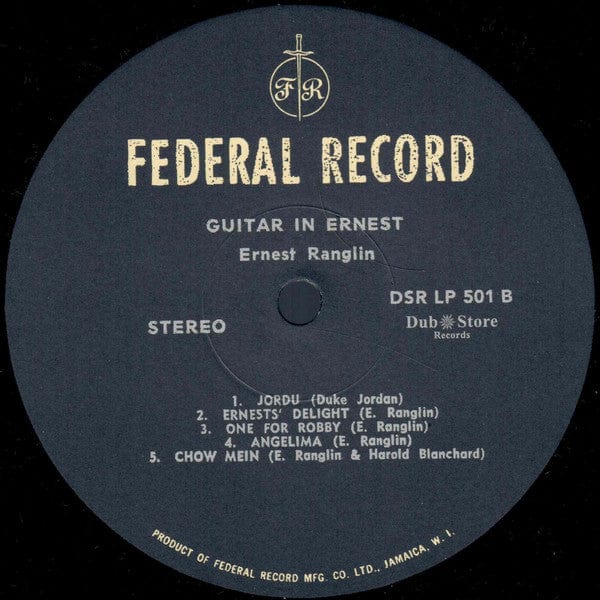 F R
FEDERAL RECORD
GUITAR IN ERNEST
Ernest Ranglin
STEREO
DSR LP 501 B
Dub Store
Records
1. JORDU (Duke Jordan)
2. ERNESTS' DELIGHT (E. Ranglin)
3. ONE FOR ROBBY (E. Ranglin)
4. ANGELIMA (E. Ranglin)
5. CHOW MEIN (E. Ranglin & Harold Blanchard)
PRODUCT OF FEDERAL RECORD MFG. CO. LTD., JAMAICA, W. I.